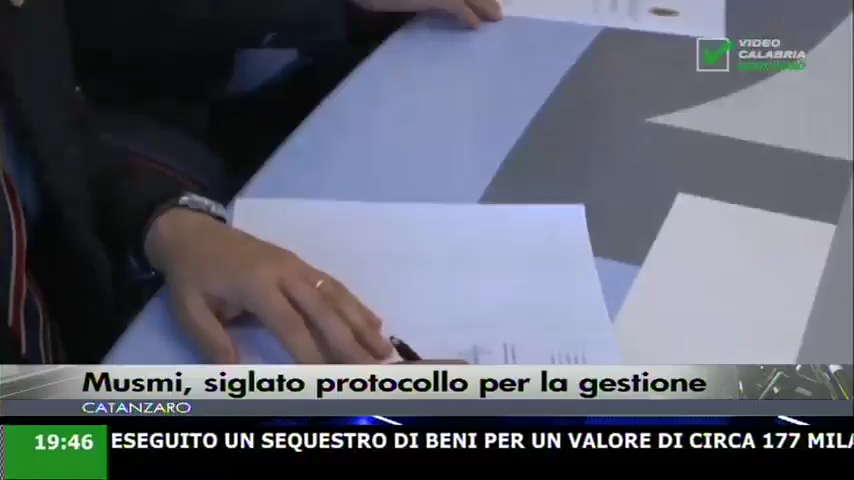 VIDEO
CALABRIA
Musmi, siglato protocollo per la gestione
CATANZARO
19:46
ESEGUITO UN SEQUESTRO DI BENI PER UN VALORE DI CIRCA 177 MILA